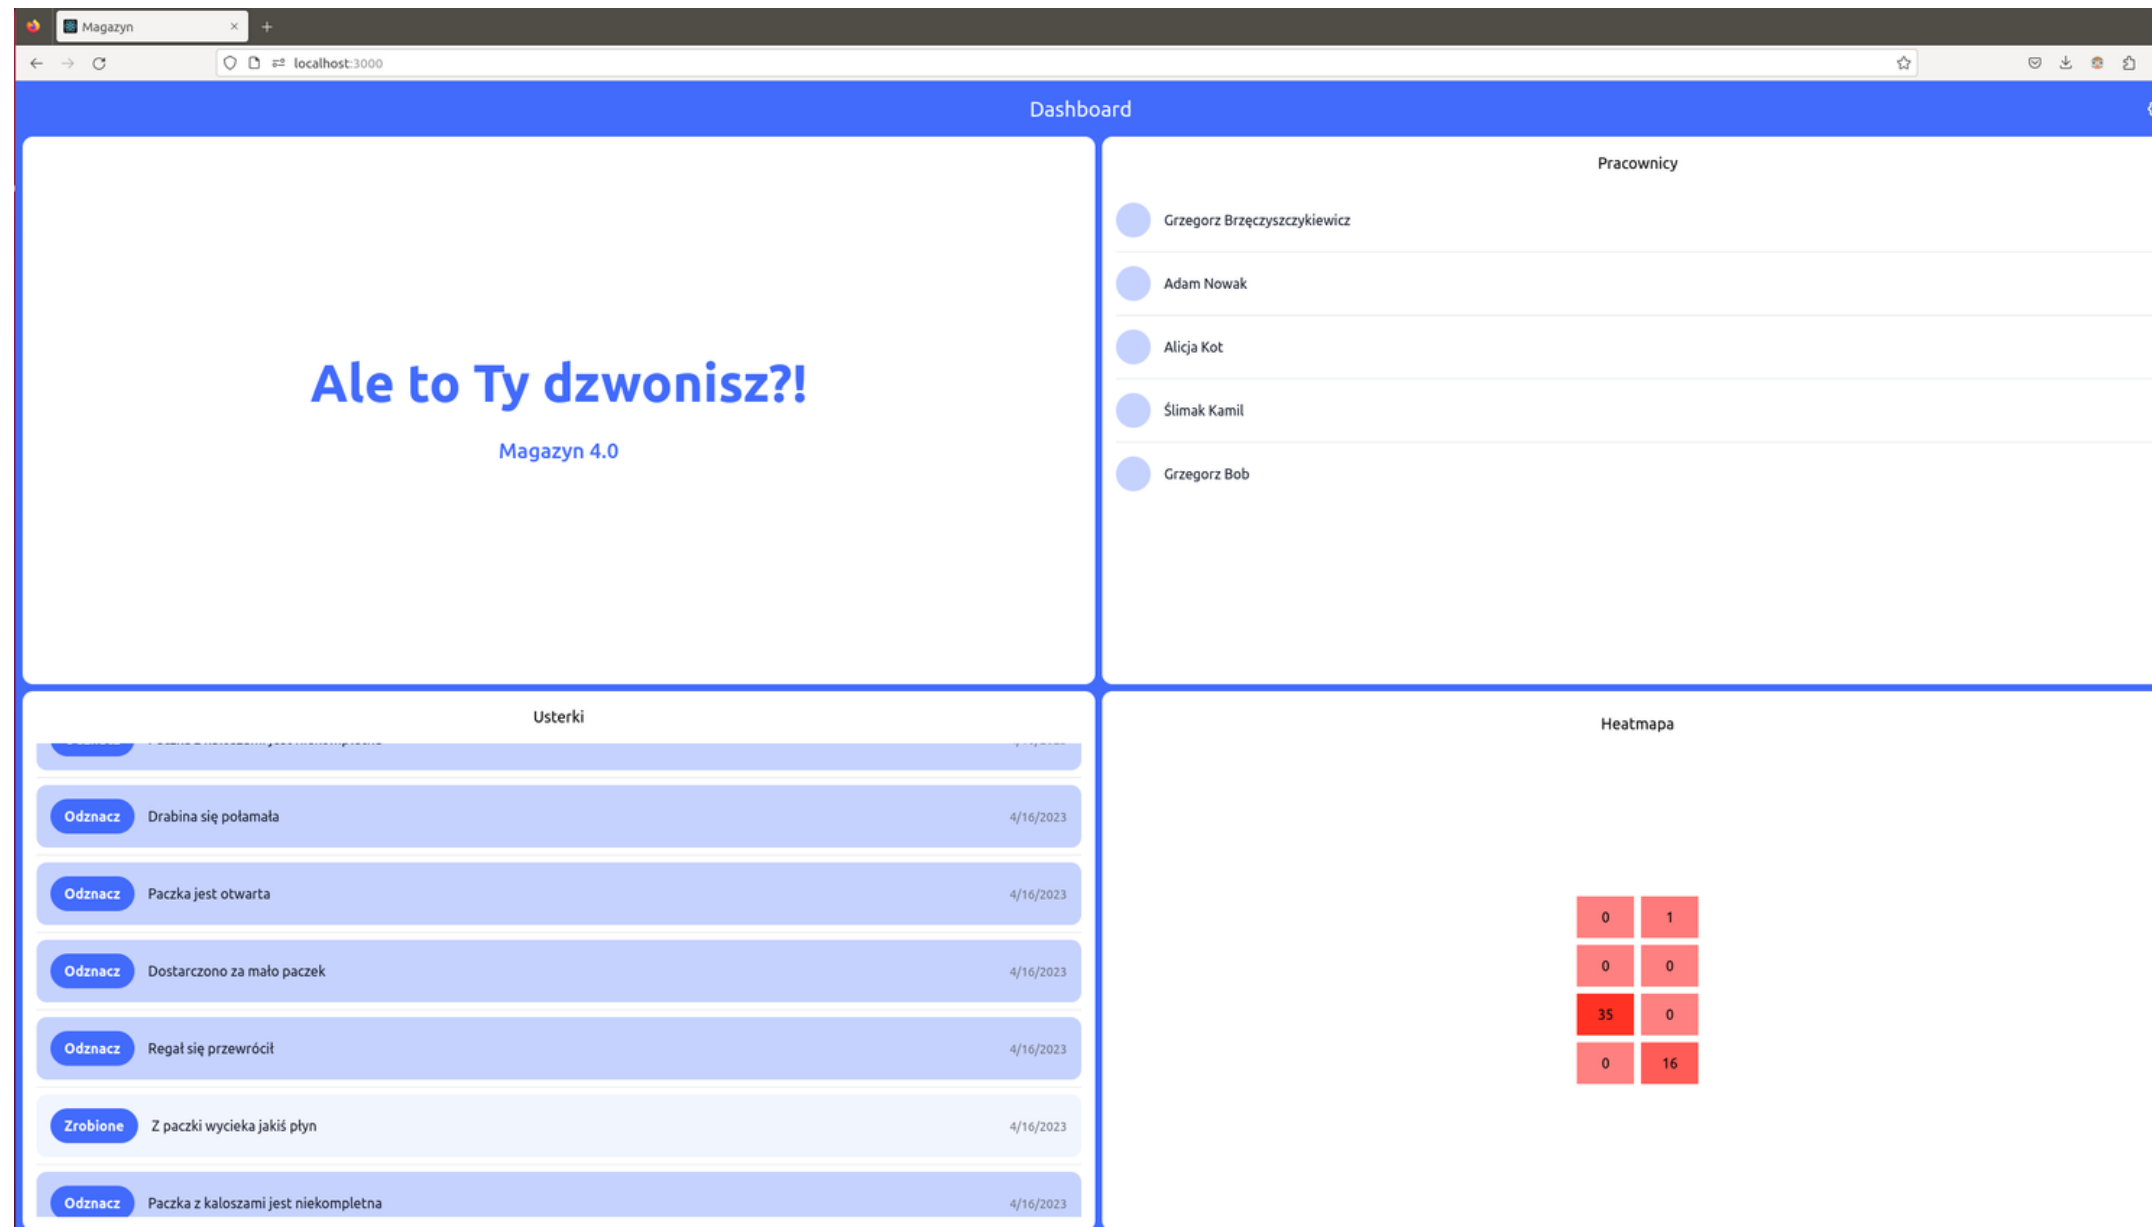 Magazyn
localhost:3000
Dashboard
Ale to Ty dzwonisz?!
Magazyn 4.0
Pracownicy
Grzegorz Brzęczyszczykiewicz
Adam Nowak
Alicja Kot
Ślimak Kamil
Grzegorz Bob
Usterki
Odznacz Drabina się połamała 4/16/2023
Odznacz Paczka jest otwarta 4/16/2023
Odznacz Dostarczono za mało paczek 4/16/2023
Odznacz Regał się przewrócił 4/16/2023
Zrobione Z paczki wycieka jakiś płyn 4/16/2023
Odznacz Paczka z kaloszami jest niekompletna 4/16/2023
Heatmapa
0 1
0 0
35 0
0 16